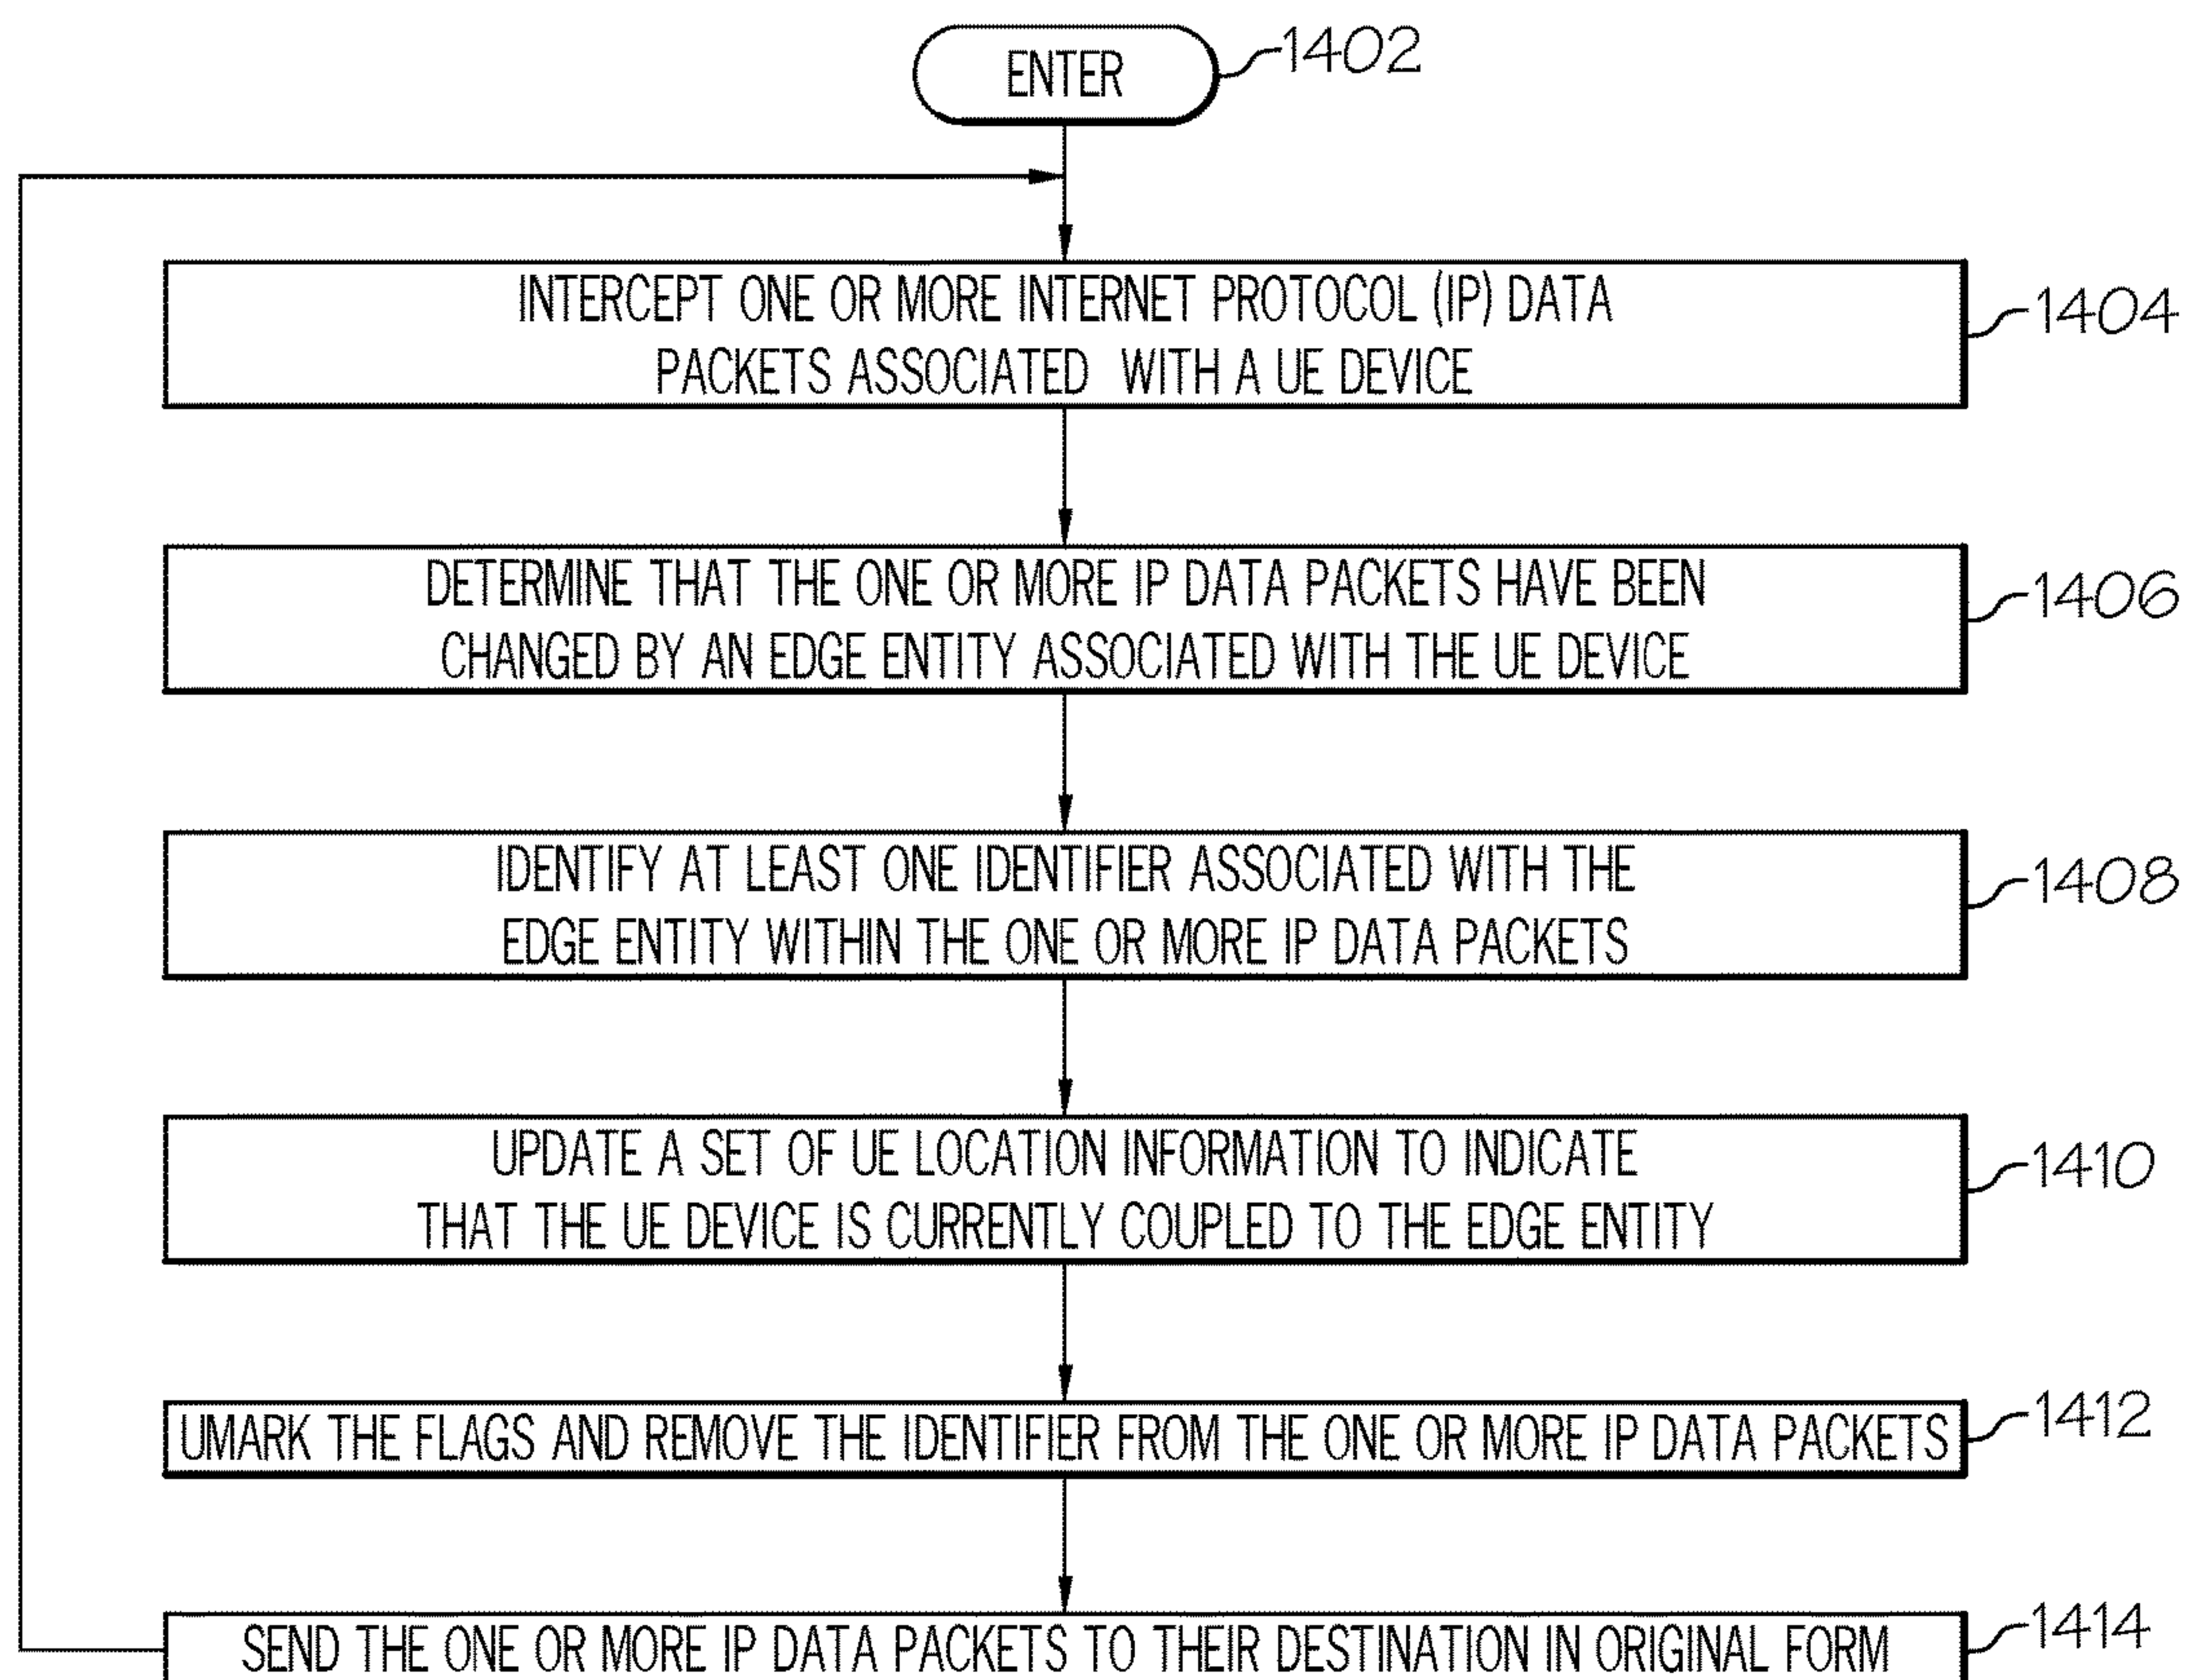 ENTER
1402
INTERCEPT ONE OR MORE INTERNET PROTOCOL (IP) DATA
PACKETS ASSOCIATED WITH A UE DEVICE
1404
DETERMINE THAT THE ONE OR MORE IP DATA PACKETS HAVE BEEN
CHANGED BY AN EDGE ENTITY ASSOCIATED WITH THE UE DEVICE
1406
IDENTIFY AT LEAST ONE IDENTIFIER ASSOCIATED WITH THE
EDGE ENTITY WITHIN THE ONE OR MORE IP DATA PACKETS
1408
UPDATE A SET OF UE LOCATION INFORMATION TO INDICATE
THAT THE UE DEVICE IS CURRENTLY COUPLED TO THE EDGE ENTITY
1410
UMARK THE FLAGS AND REMOVE THE IDENTIFIER FROM THE ONE OR MORE IP DATA PACKETS
1412
SEND THE ONE OR MORE IP DATA PACKETS TO THEIR DESTINATION IN ORIGINAL FORM
1414